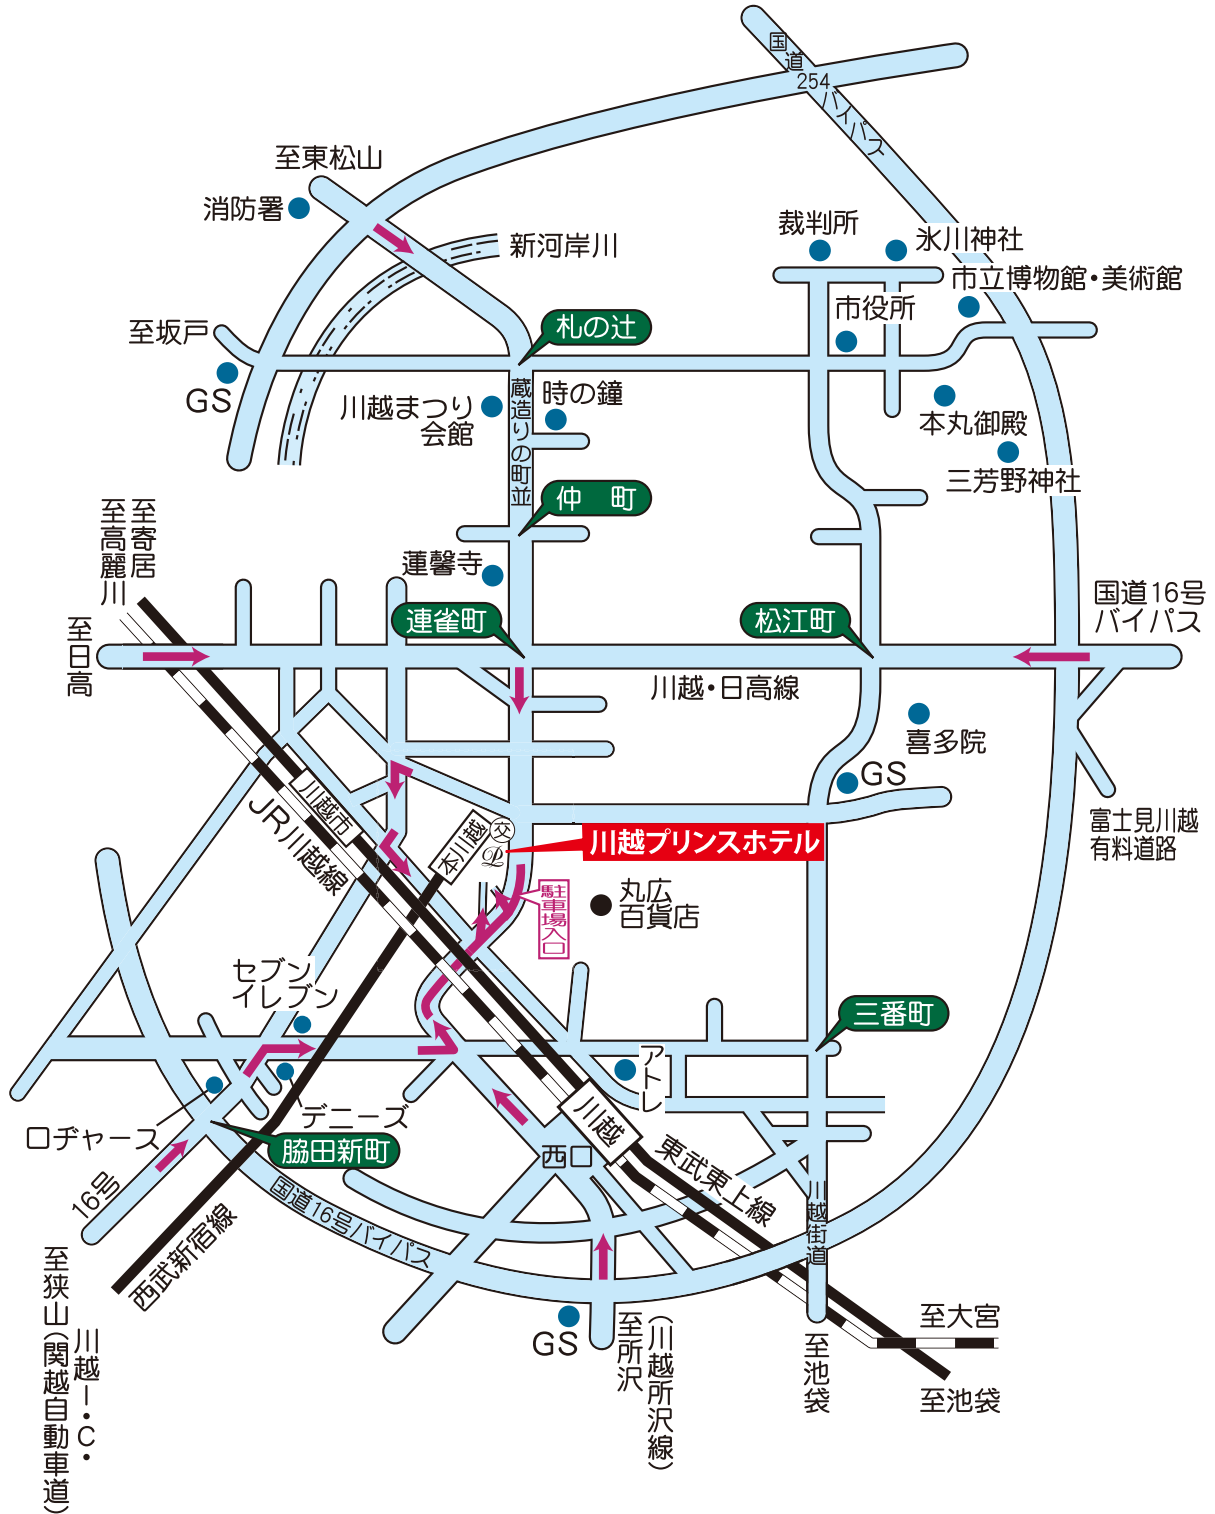 国道
254
バイパス
至東松山
消防署
新河岸川
裁判所
氷川神社
市立博物館・美術館
市役所
至坂戸
札の辻
GS
川越まつり
会館
時の鐘
蔵造りの町並
本丸御殿
三芳野神社
仲　町
至寄居
至高麗川
蓮馨寺
至日高
連雀町
松江町
国道16号
バイパス
川越・日高線
喜多院
GS
川越市
JR川越線
本川越
交
川越プリンスホテル
富士見川越
有料道路
駐車場入口
丸広
百貨店
セブン
イレブン
三番町
アトレ
デニーズ
ロヂャース
脇田新町
川越
西口
東武東上線
16号
国道16号バイパス
西武新宿線
川越街道
川越I・C・
至狭山(関越自動車道)
GS
(川越所沢線)
至所沢
至池袋
至大宮
至池袋